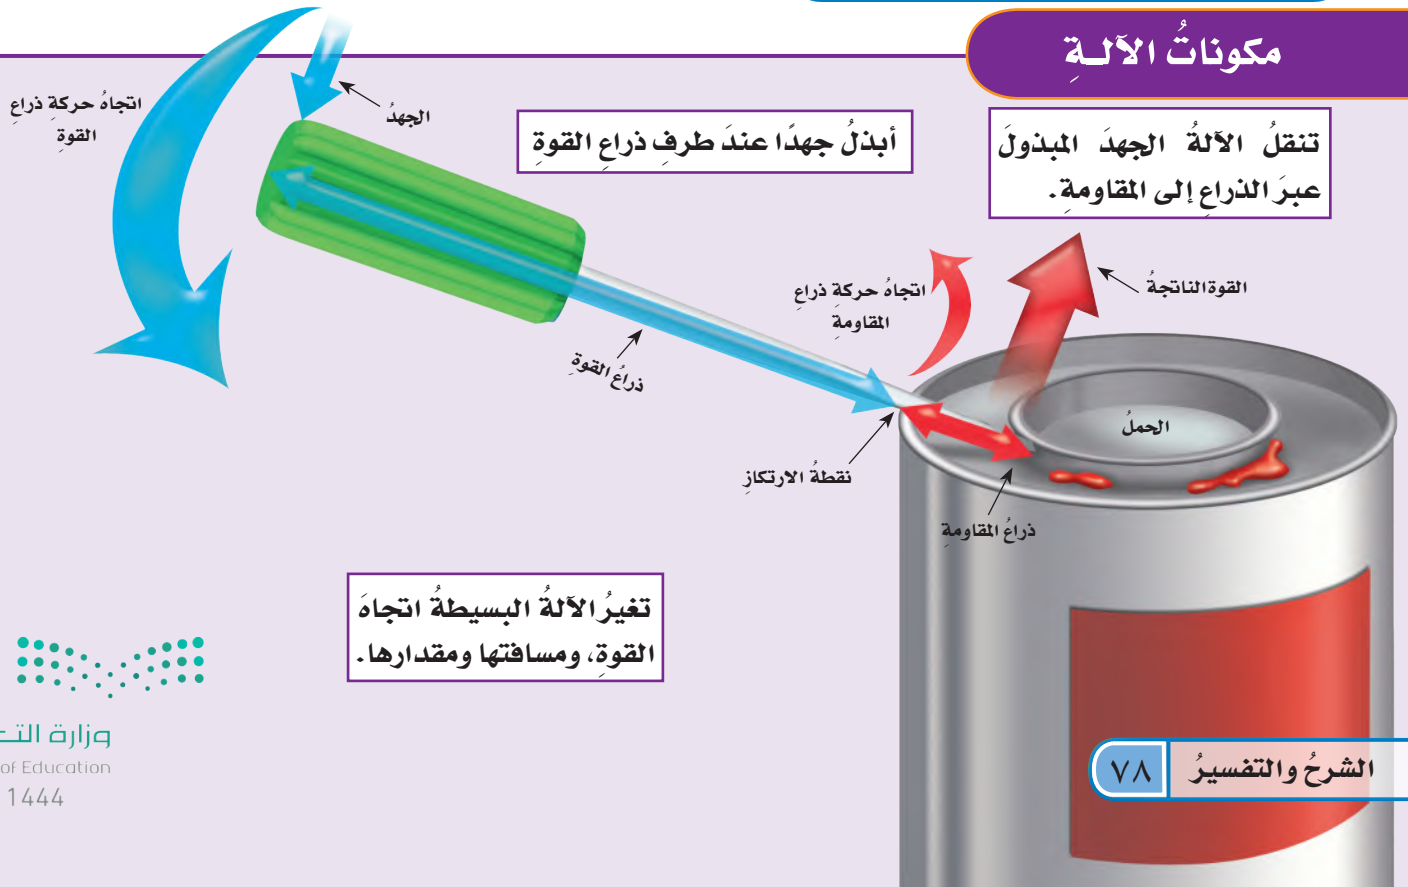 مكوناتُ الآلـةِ
تنقلُ الآلةُ الجهدَ المبذولَ
عبرَ الذراعِ إلى المقاومةِ.
أبذلُ جهدًا عندَ طرفِ ذراعِ القوةِ
الجهدُ
اتجاهُ حركةِ ذراعِ
القوةِ
القوة الناتجةُ
اتجاهُ حركةِ ذراعِ
المقاومةِ
ذراعُ القوةِ
الحملُ
نقطةُ الارتكازِ
ذراعُ المقاومةِ
تغيرُ الآلةُ البسيطةُ اتجاهَ
القوةِ، ومسافتها ومقدارها.
الشرحُ والتفسيرُ ٧٨
وزارة التـ
of Education
1444